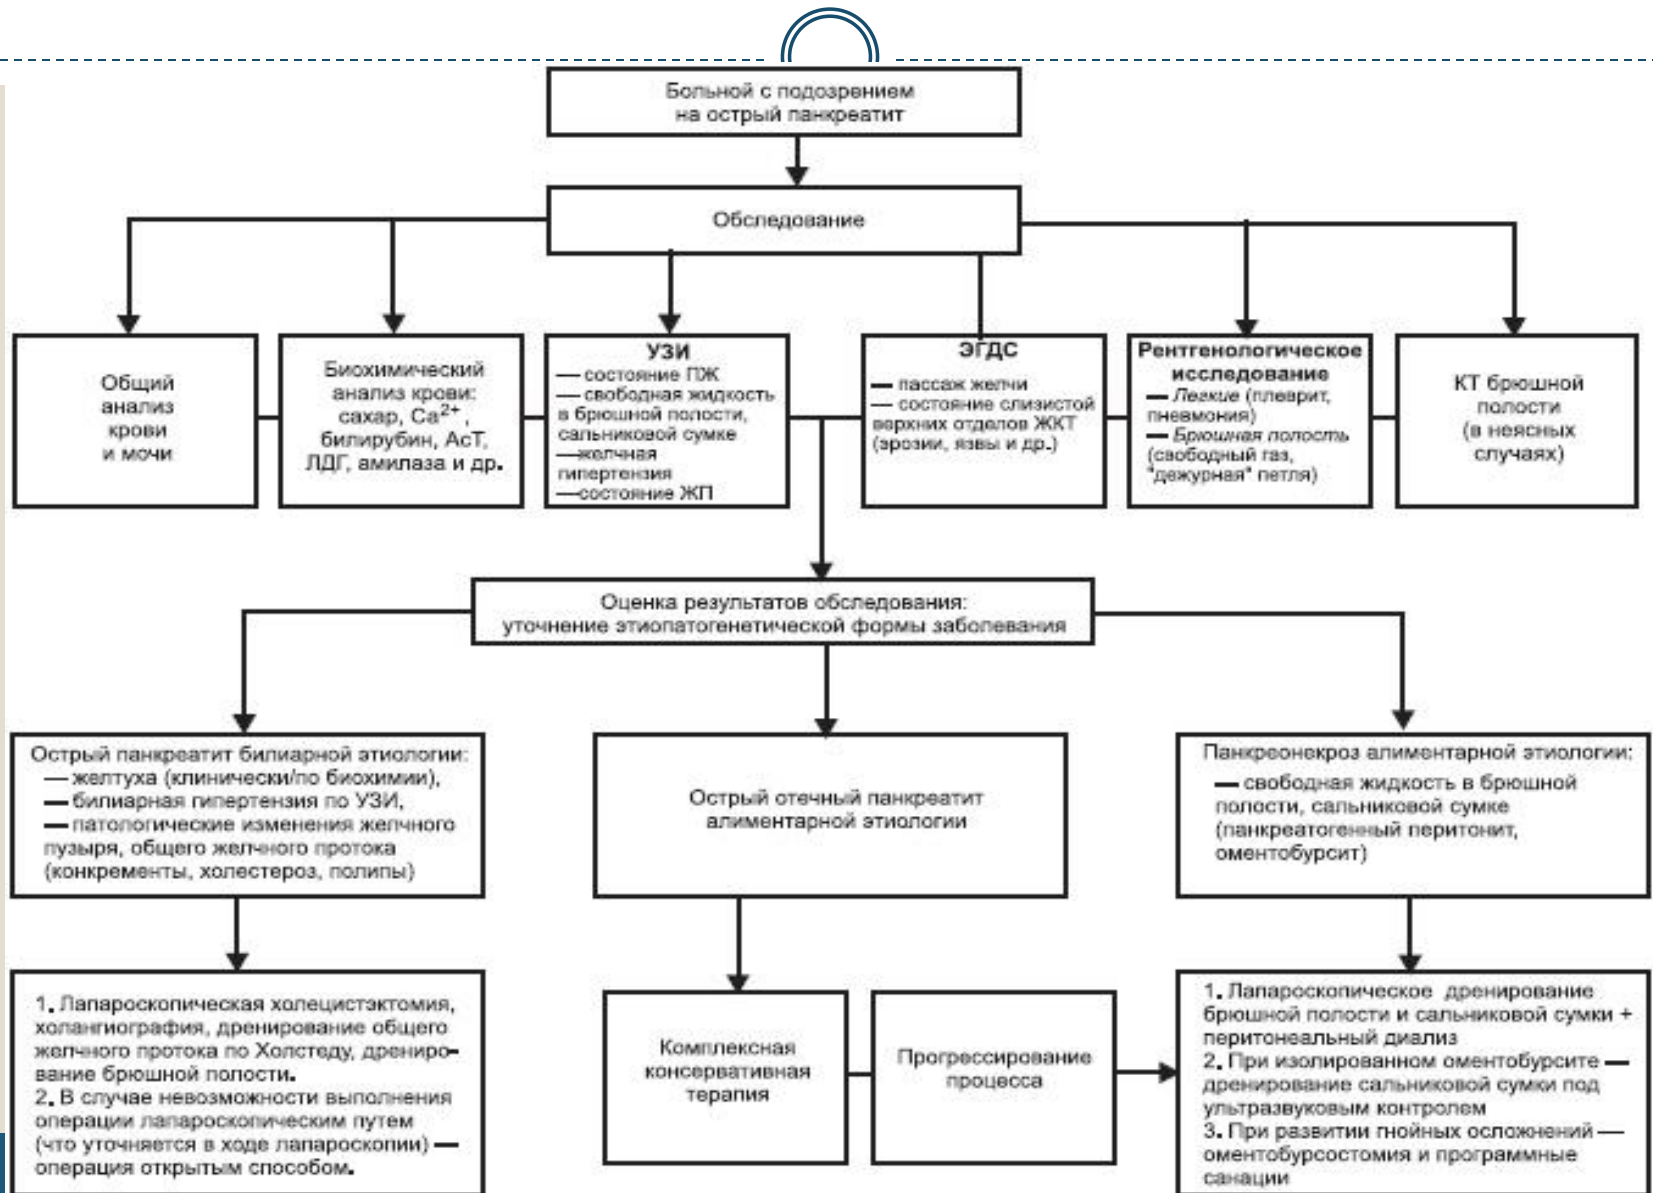 Больной с подозрением
на острый панкреатит
Обследование
Общий
анализ
крови
и мочи
Биохимический
анализ крови:
сахар, Ca²⁺,
билирубин, АсТ,
ЛДГ, амилаза и др.
УЗИ
— состояние ПЖ
— свободная жидкость
в брюшной полости,
сальниковой сумке
—желчная
гипертензия
—состояние ЖП
ЭГДС
— пассаж желчи
— состояние слизистой
верхних отделов ЖКТ
(эрозии, язвы и др.)
Рентгенологическое
исследование
— Легкие (плеврит,
пневмония)
— Брюшная полость
(свободный газ,
"дежурная" петля)
КТ брюшной
полости
(в неясных
случаях)
Оценка результатов обследования:
уточнение этиопатогенетической формы заболевания
Острый панкреатит билиарной этиологии:
— желтуха (клинически/по биохимии),
— билиарная гипертензия по УЗИ,
— патологические изменения желчного
пузыря, общего желчного протока
(конкременты, холестероз, полипы)
Острый отечный панкреатит
алиментарной этиологии
Панкреонекроз алиментарной этиологии:
— свободная жидкость в брюшной
полости, сальниковой сумке
(панкреатогенный перитонит,
оментобурсит)
1. Лапароскопическая холецистэктомия,
холангиография, дренирование общего
желчного протока по Холстеду, дрениро-
вание брюшной полости.
2. В случае невозможности выполнения
операции лапароскопическим путем
(что уточняется в ходе лапароскопии) —
операция открытым способом.
Комплексная
консервативная
терапия
Прогрессирование
процесса
1. Лапароскопическое дренирование
брюшной полости и сальниковой сумки +
перитонеальный диализ
2. При изолированном оментобурсите —
дренирование сальниковой сумки под
ультразвуковым контролем
3. При развитии гнойных осложнений —
оментобурсостомия и программные
санации